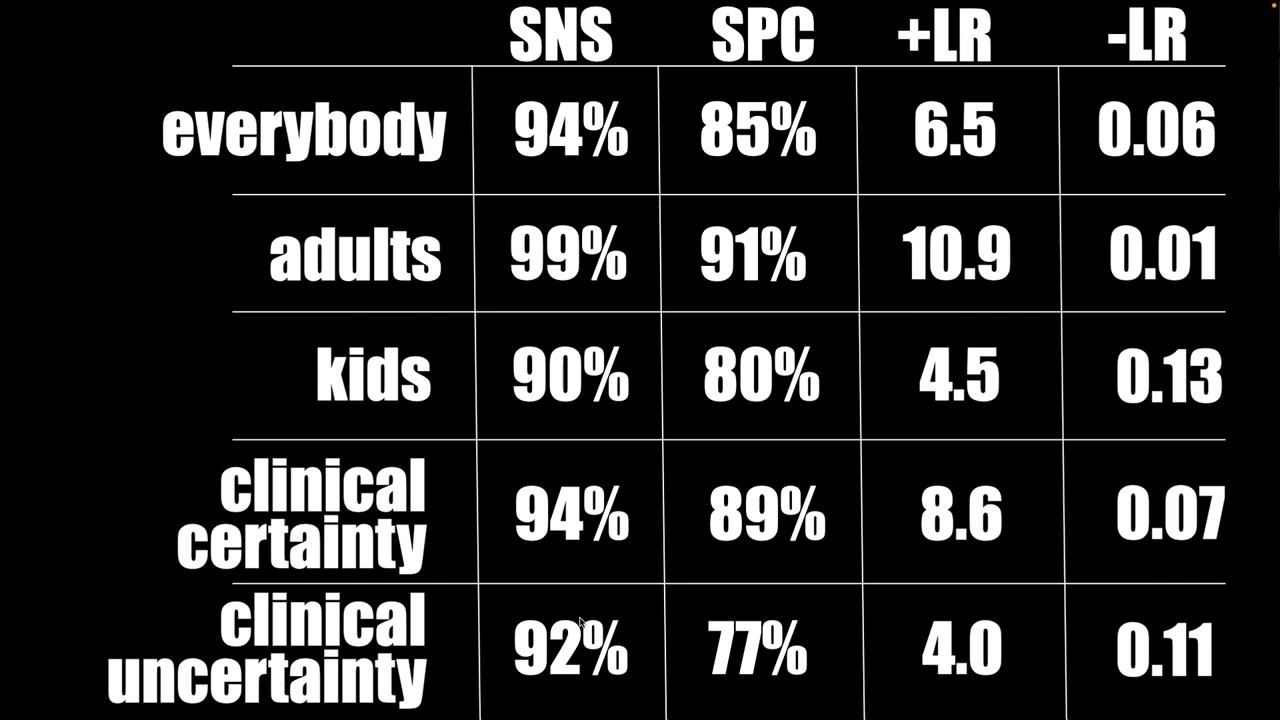 SNS SPC +LR -LR
everybody 94% 85% 6.5 0.06
adults 99% 91% 10.9 0.01
kids 90% 80% 4.5 0.13
clinical
certainty 94% 89% 8.6 0.07
clinical
uncertainty 92% 77% 4.0 0.11